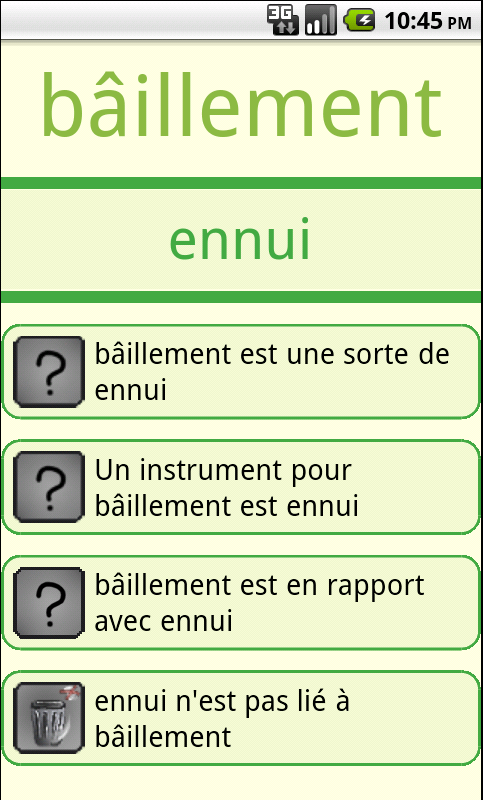 3G 10:45 PM
bâillement
ennui
? bâillement est une sorte de
ennui
? Un instrument pour
bâillement est ennui
? bâillement est en rapport
avec ennui
ennui n'est pas lié à
bâillement